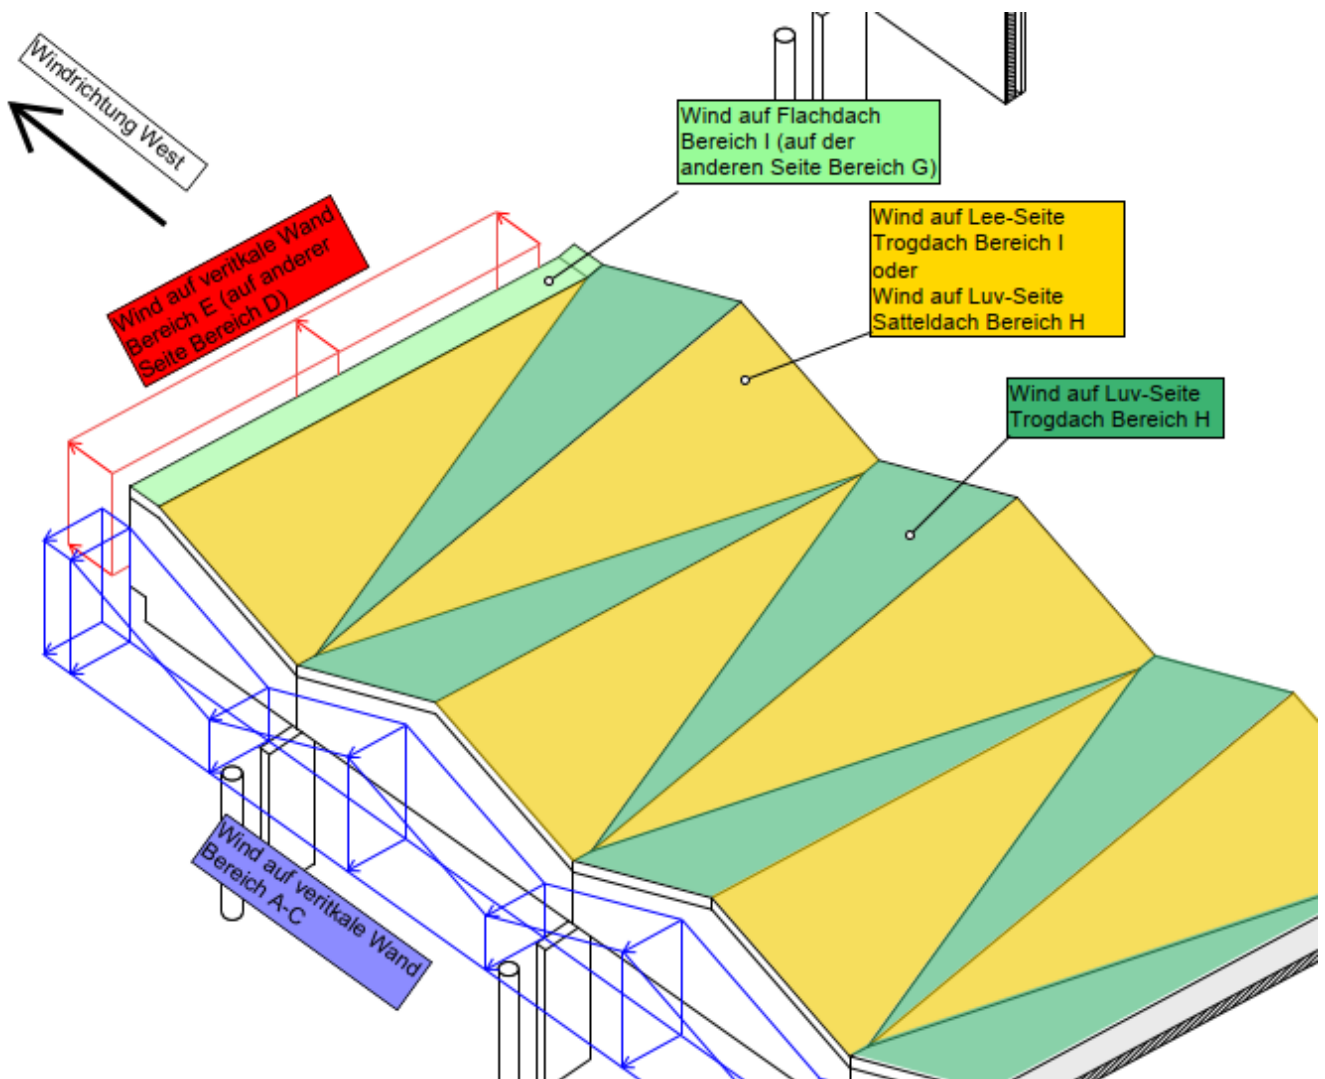 Windrichtung West
Wind auf Flachdach
Bereich I (auf der
anderen Seite Bereich G)
Wind auf veritkale Wand
Bereich E (auf anderer
Seite Bereich D)
Wind auf Lee-Seite
Trogdach Bereich I
oder
Wind auf Luv-Seite
Satteldach Bereich H
Wind auf Luv-Seite
Trogdach Bereich H
Wind auf veritkale Wand
Bereich A-C